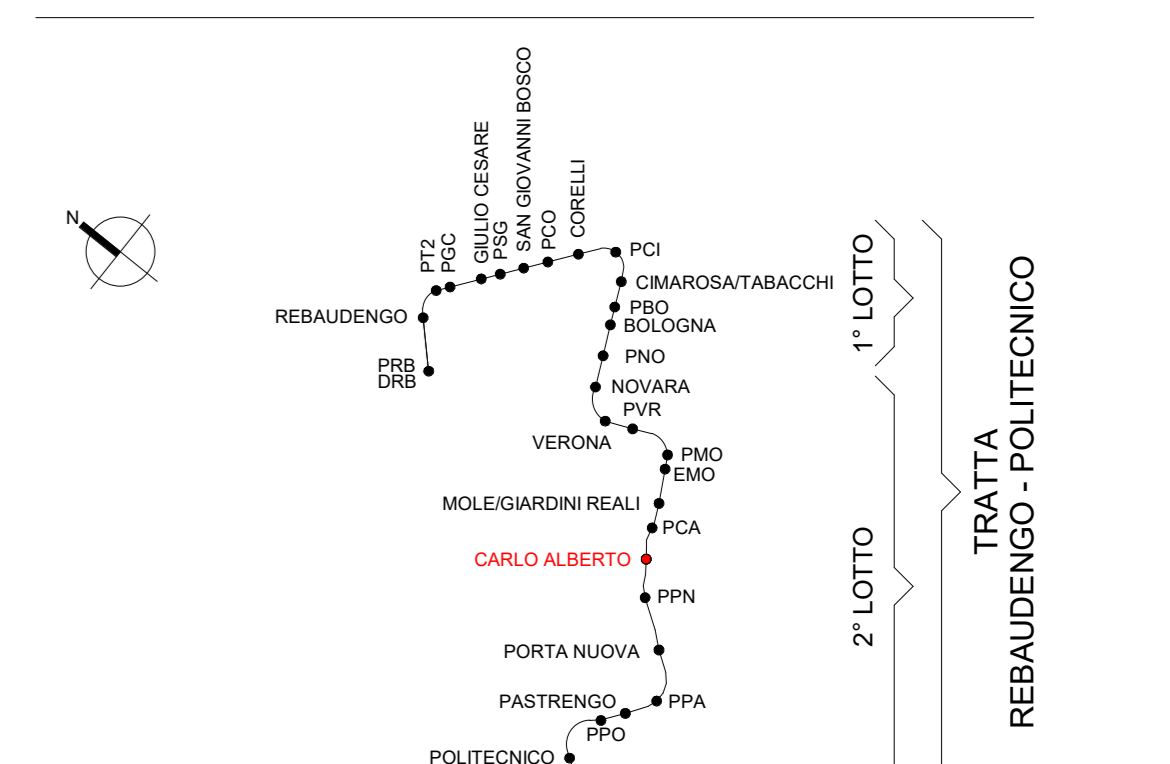 N
PT2
PGC
GIULIO CESARE
PSG
SAN GIOVANNI BOSCO
PCO
CORELLI
PCI
CIMAROSA/TABACCHI
PBO
BOLOGNA
REBAUDENGO
PNO
PRB
DRB
NOVARA
PVR
VERONA
PMO
EMO
MOLE/GIARDINI REALI
PCA
CARLO ALBERTO
PPN
PORTA NUOVA
PASTRENGO
PPA
PPO
POLITECNICO
1° LOTTO
2° LOTTO
TRATTA
REBAUDENGO - POLITECNICO